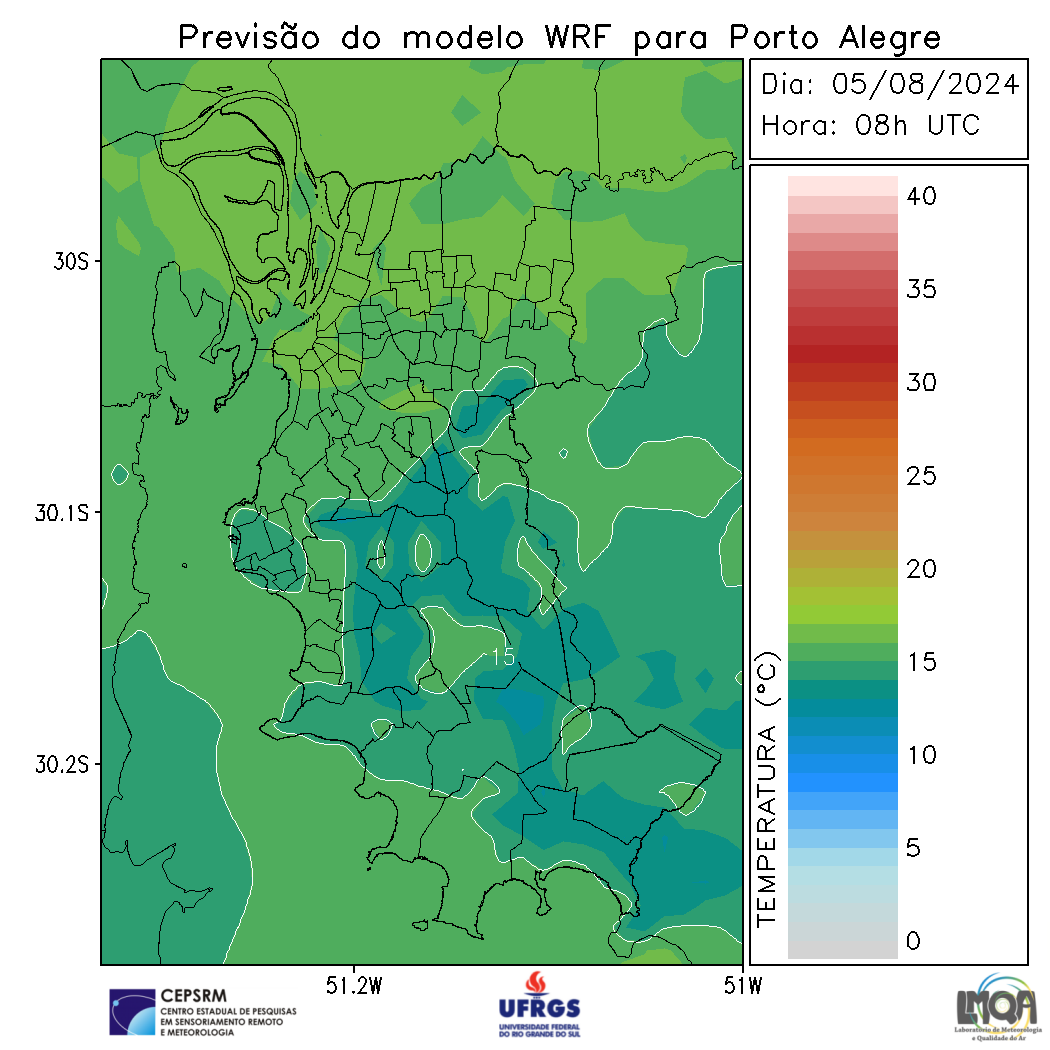 Previsão do modelo WRF para Porto Alegre
Dia: 05/08/2024
Hora: 08h UTC
40
35
30
25
20
15
10
5
0
TEMPERATURA (°C)
30S
30.1S
30.2S
15
51.2W
51W
CEPSRM
CENTRO ESTADUAL DE PESQUISAS
EM SENSORIAMENTO REMOTO
E METEOROLOGIA
UFRGS
UNIVERSIDADE FEDERAL
DO RIO GRANDE DO SUL
LMQA
Laboratório de Meteorologia
e Qualidade do Ar